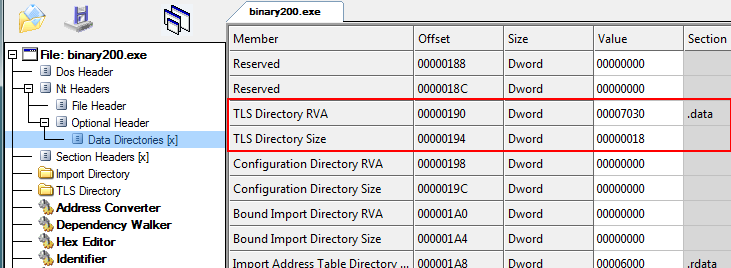 binary200.exe
File: binary200.exe
Dos Header
Nt Headers
File Header
Optional Header
Data Directories [x]
Section Headers [x]
Import Directory
TLS Directory
Address Converter
Dependency Walker
Hex Editor
Identifier
Member Offset Size Value Section
Reserved 00000188 Dword 00000000
Reserved 0000018C Dword 00000000
TLS Directory RVA 00000190 Dword 00007030 .data
TLS Directory Size 00000194 Dword 00000018
Configuration Directory RVA 00000198 Dword 00000000
Configuration Directory Size 0000019C Dword 00000000
Bound Import Directory RVA 000001A0 Dword 00000000
Bound Import Directory Size 000001A4 Dword 00000000
Import Address Table Directory ... 000001A8 Dword 00006000 .rdata